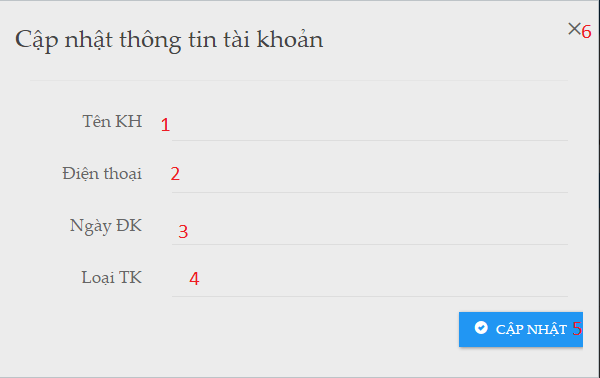 Cập nhật thông tin tài khoản
6
Tên KH 1
Điện thoại 2
Ngày ĐK 3
Loại TK 4
CẬP NHẬT 5